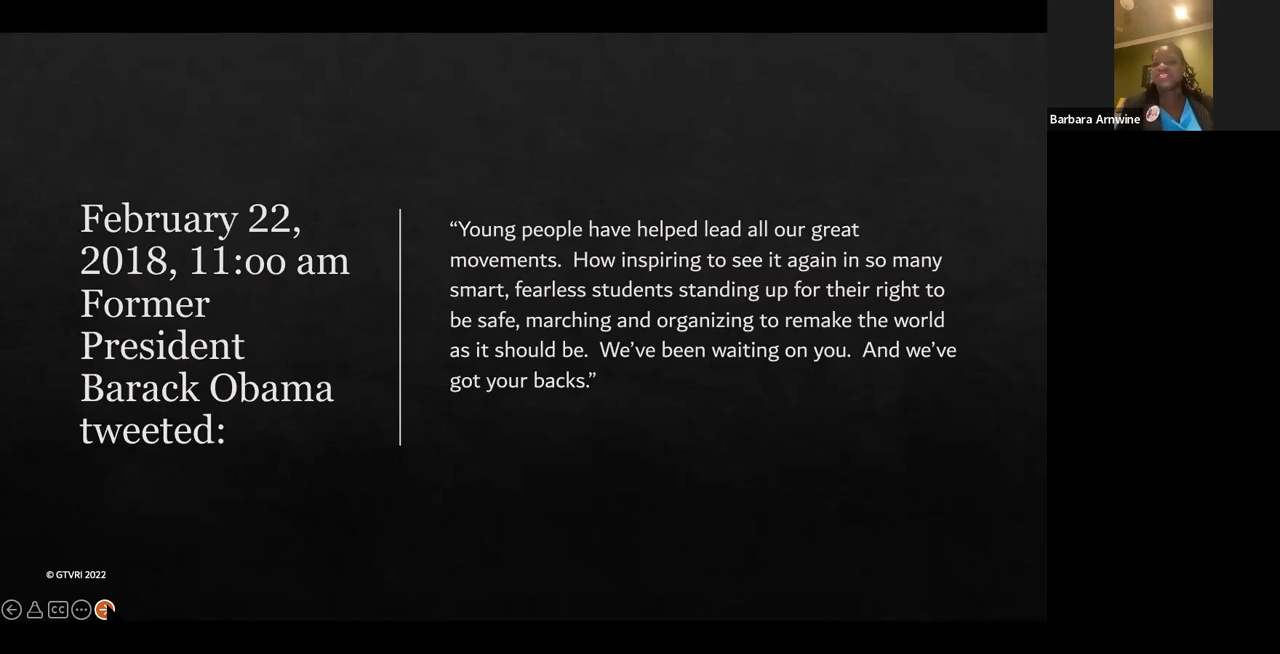 February 22,
2018, 11:oo am
Former
President
Barack Obama
tweeted:
“Young people have helped lead all our great
movements.  How inspiring to see it again in so many
smart, fearless students standing up for their right to
be safe, marching and organizing to remake the world
as it should be.  We’ve been waiting on you.  And we’ve
got your backs.”
© GTVRI 2022
CC
Barbara Arnwine